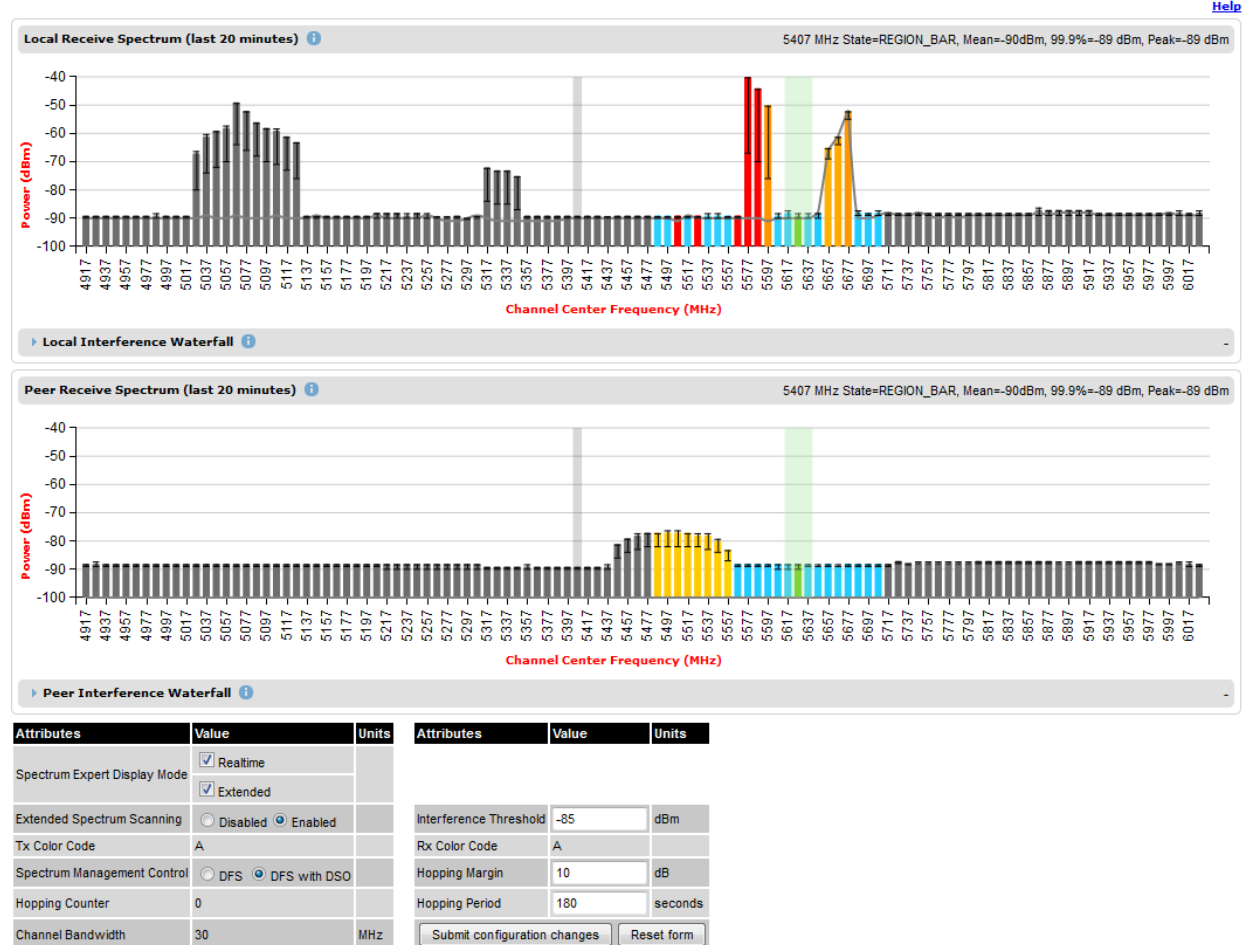 Help
Local Receive Spectrum (last 20 minutes)
5407 MHz State=REGION_BAR, Mean=-90dBm, 99.9%=-89 dBm, Peak=-89 dBm
Power (dBm)
-40
-50
-60
-70
-80
-90
-100
4917 4937 4957 4977 4997 5017 5037 5057 5077 5097 5117 5137 5157 5177 5197 5217 5237 5257 5277 5297 5317 5337 5357 5377 5397 5417 5437 5457 5477 5497 5517 5537 5557 5577 5597 5617 5637 5657 5677 5697 5717 5737 5757 5777 5797 5817 5837 5857 5877 5897 5917 5937 5957 5977 5997 6017
Channel Center Frequency (MHz)
Local Interference Waterfall -
Peer Receive Spectrum (last 20 minutes)
5407 MHz State=REGION_BAR, Mean=-90dBm, 99.9%=-89 dBm, Peak=-89 dBm
Power (dBm)
-40
-50
-60
-70
-80
-90
-100
4917 4937 4957 4977 4997 5017 5037 5057 5077 5097 5117 5137 5157 5177 5197 5217 5237 5257 5277 5297 5317 5337 5357 5377 5397 5417 5437 5457 5477 5497 5517 5537 5557 5577 5597 5617 5637 5657 5677 5697 5717 5737 5757 5777 5797 5817 5837 5857 5877 5897 5917 5937 5957 5977 5997 6017
Channel Center Frequency (MHz)
Peer Interference Waterfall -
Attributes Value Units Attributes Value Units
Spectrum Expert Display Mode Realtime
Extended
Extended Spectrum Scanning Disabled Enabled Interference Threshold -85 dBm
Tx Color Code A Rx Color Code A
Spectrum Management Control DFS DFS with DSO Hopping Margin 10 dB
Hopping Counter 0 Hopping Period 180 seconds
Channel Bandwidth 30 MHz Submit configuration changes Reset form